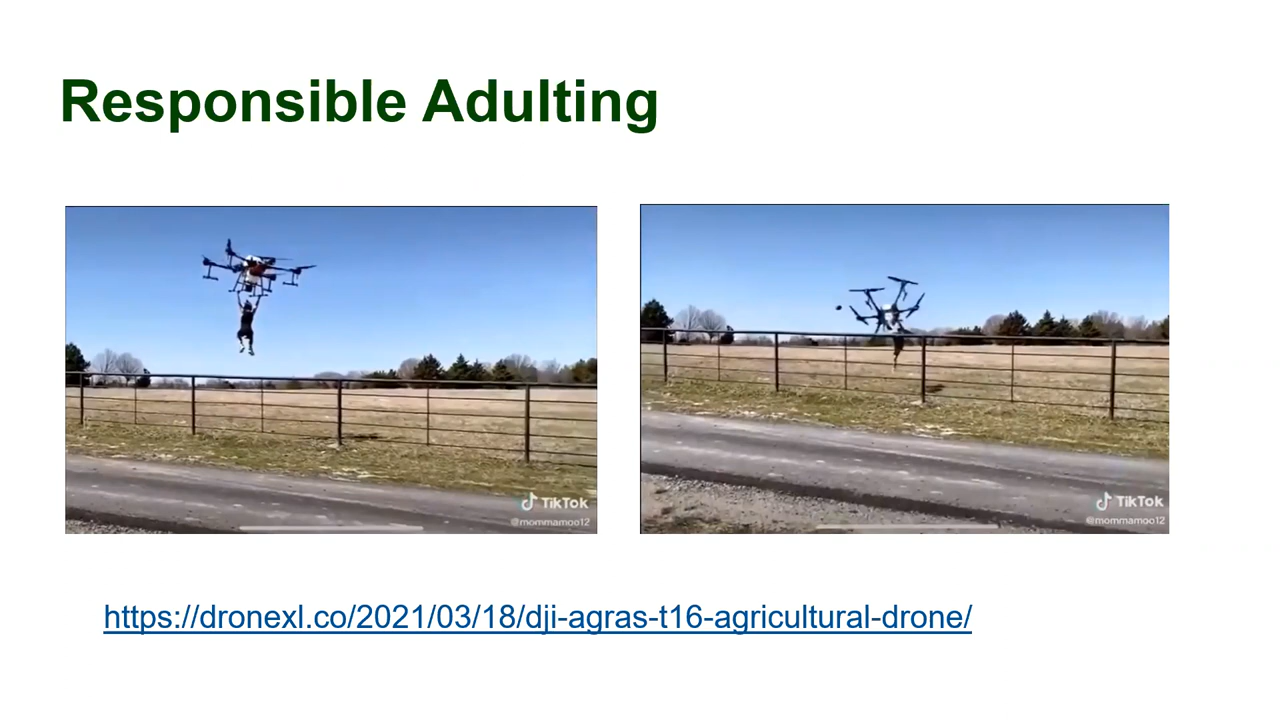 Responsible Adulting
TikTok
@mommamoo12
TikTok
@mommamoo12
https://dronexl.co/2021/03/18/dji-agras-t16-agricultural-drone/